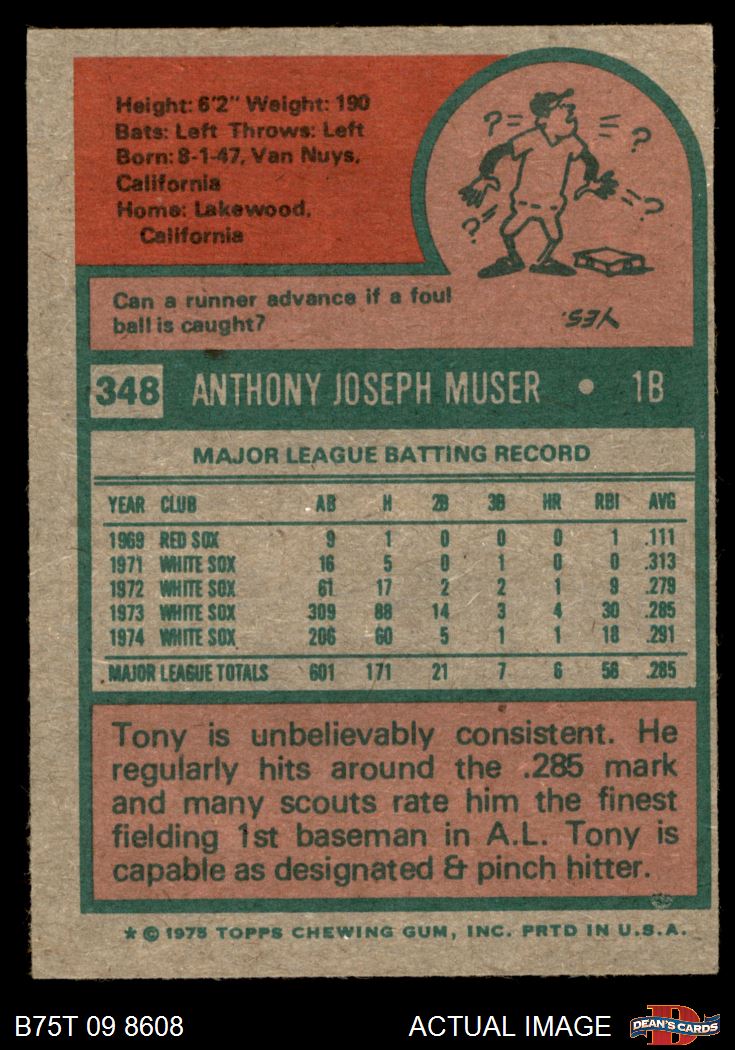 Height: 6'2" Weight: 190
Bats: Left Throws: Left
Born: 8-1-47, Van Nuys,
California
Home: Lakewood,
California
? ? ? ?
Can a runner advance if a foul
ball is caught?
YES.
348 ANTHONY JOSEPH MUSER • 1B
MAJOR LEAGUE BATTING RECORD
YEAR CLUB AB H 2B 3B HR RBI AVG
1969 RED SOX 9 1 0 0 0 1 .111
1971 WHITE SOX 16 5 0 1 0 0 .313
1972 WHITE SOX 61 17 2 2 1 9 .279
1973 WHITE SOX 309 88 14 3 4 30 .285
1974 WHITE SOX 206 60 5 1 1 18 .291
MAJOR LEAGUE TOTALS 601 171 21 7 6 58 .285
Tony is unbelievably consistent. He
regularly hits around the .285 mark
and many scouts rate him the finest
fielding 1st baseman in A.L. Tony is
capable as designated & pinch hitter.
* © 1975 TOPPS CHEWING GUM, INC. PRTD IN U.S.A.
B75T 09 8608 ACTUAL IMAGE D DEAN'S CARDS